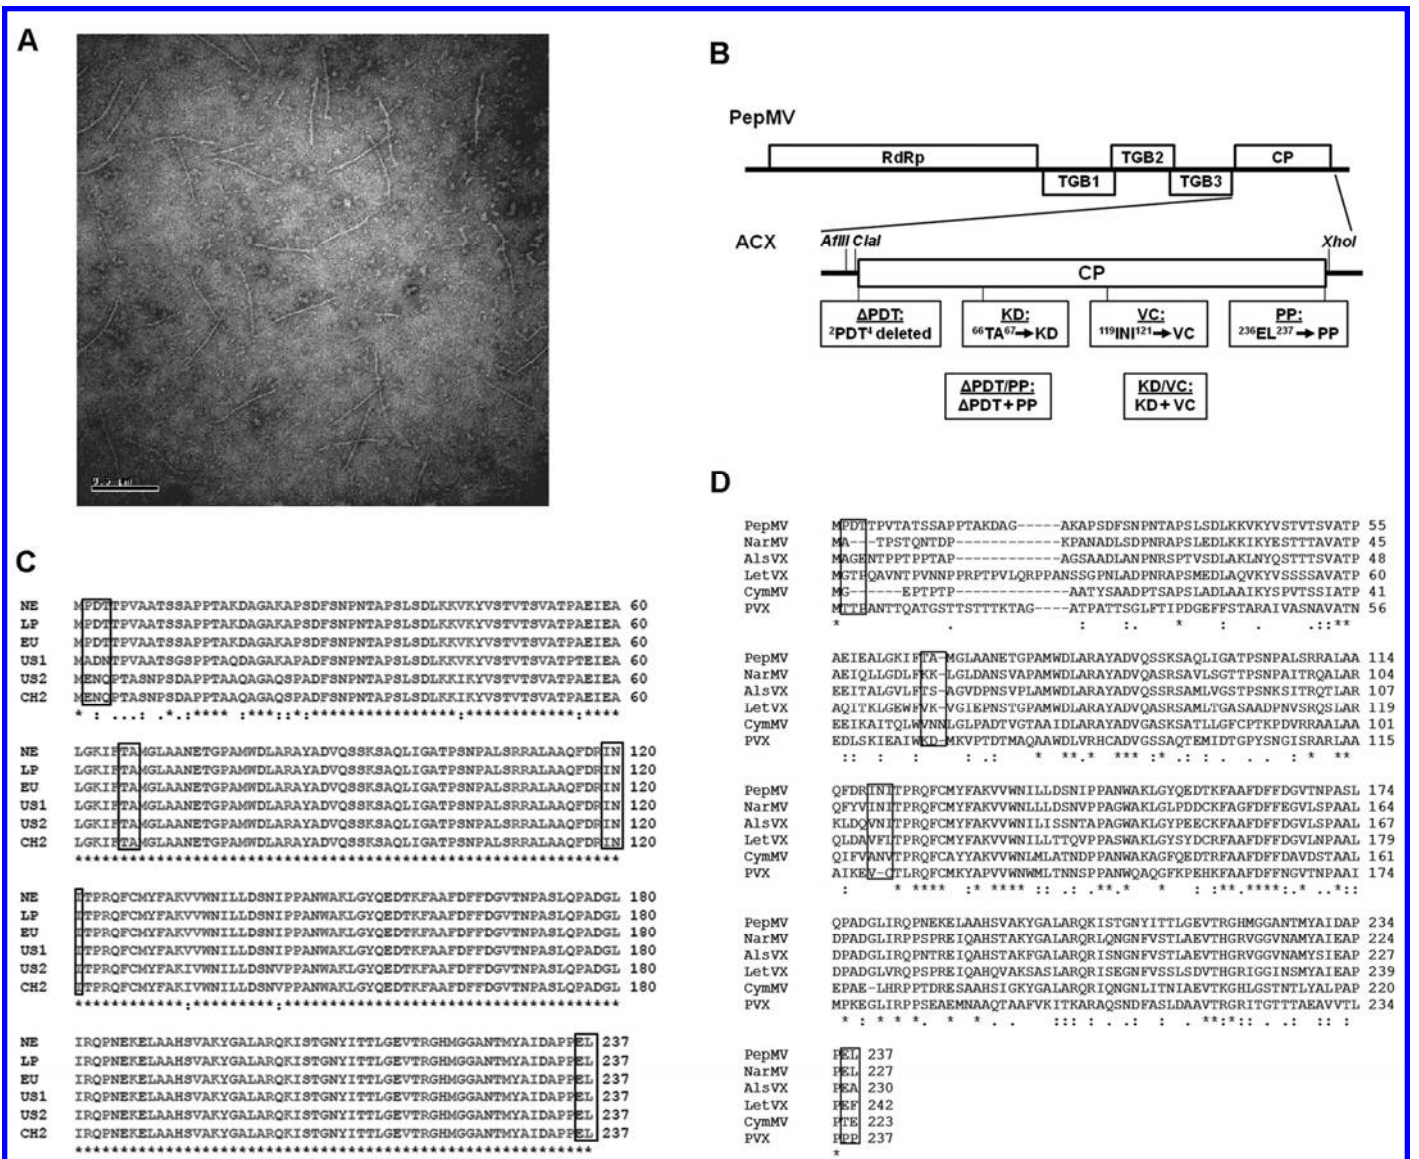 A
B
PepMV
RdRp
TGB2
CP
TGB1
TGB3
ACX
AflII ClaI
XhoI
CP
ΔPDT:
²PDT⁴ deleted
KD:
⁶⁶TA⁶⁷→KD
VC:
¹¹⁹INI¹²¹→VC
PP:
²³⁶EL²³⁷→PP
ΔPDT/PP:
ΔPDT+PP
KD/VC:
KD+VC
C
NE MPDTTPVAATSSAPPTAKDAGAKAPSDFSNPNTAPSLSDLKKVKYVSTVTSVATPAEIEA 60
LP MPDTTPVAATSSAPPTAKDAGAKAPSDFSNPNTAPSLSDLKKVKYVSTVTSVATPAEIEA 60
EU MPDTTPVAATSSAPPTAKDAGAKAPSDFSNPNTAPSLSDLKKVKYVSTVTSVATPAEIEA 60
US1 MADNTPVAATSGSPPTAQDAGAKAPSDFSNPNTAPSLSDLKKVKYVSTVTSVATPTEIEA 60
US2 MENQPTASNPSDAPPTAAQAGAQSPADFSNPNTAPSLSDLKKIKYVSTVTSVATPAEIEA 60
CH2 MENQPTASNPSDAPPTAAQAGAQSPADFSNPNTAPSLSDLKKIKYVSTVTSVATPAEIEA 60
NE LGKIFTAMGLAANETGPAMWDLARAYADVQSSKSAQLIGATPSNPALSRRALAAQFDRIN 120
LP LGKIFTAMGLAANETGPAMWDLARAYADVQSSKSAQLIGATPSNPALSRRALAAQFDRIN 120
EU LGKIFTAMGLAANETGPAMWDLARAYADVQSSKSAQLIGATPSNPALSRRALAAQFDRIN 120
US1 LGKIFTAMGLAANETGPAMWDLARAYADVQSSKSAQLIGATPSNPALSRRALAAQFDRIN 120
US2 LGKIFTAMGLAANETGPAMWDLARAYADVQSSKSAQLIGATPSNPALSRRALAAQFDRIN 120
CH2 LGKIFTAMGLAANETGPAMWDLARAYADVQSSKSAQLIGATPSNPALSRRALAAQFDRIN 120
************************************************************
NE ITPRQFCMYFAKVVWNILLDSNIPPANWAKLGYQEDTKFAAFDFFDGVTNPASLQPADGL 180
LP ITPRQFCMYFAKVVWNILLDSNIPPANWAKLGYQEDTKFAAFDFFDGVTNPASLQPADGL 180
EU ITPRQFCMYFAKVVWNILLDSNIPPANWAKLGYQEDTKFAAFDFFDGVTNPASLQPADGL 180
US1 ITPRQFCMYFAKVVWNILLDSNIPPANWAKLGYQEDTKFAAFDFFDGVTNPASLQPADGL 180
US2 ITPRQFCMYFAKIVWNILLDSNVPPANWAKLGYQEDTKFAAFDFFDGVTNPASLQPADGL 180
CH2 ITPRQFCMYFAKIVWNILLDSNVPPANWAKLGYQEDTKFAAFDFFDGVTNPASLQPADGL 180
NE IRQPNEKELAAHSVAKYGALARQKISTGNYITTLGEVTRGHMGGANTMYAIDAPPEL 237
LP IRQPNEKELAAHSVAKYGALARQKISTGNYITTLGEVTRGHMGGANTMYAIDAPPEL 237
EU IRQPNEKELAAHSVAKYGALARQKISTGNYITTLGEVTRGHMGGANTMYAIDAPPEL 237
US1 IRQPNEKELAAHSVAKYGALARQKISTGNYITTLGEVTRGHMGGANTMYAIDAPPEL 237
US2 IRQPNEKELAAHSVAKYGALARQKISTGNYITTLGEVTRGHMGGANTMYAIDAPPEL 237
CH2 IRQPNEKELAAHSVAKYGALARQKISTGNYITTLGEVTRGHMGGANTMYAIDAPPEL 237
*********************************************************
D
PepMV MPDTTPVTATSSAPPTAKDAG-----AKAPSDFSNPNTAPSLSDLKKVKYVSTVTSVATP 55
NarMV MA---TPSTQNTDP------------KPANADLSDPNRAPSLEDLKKIKYESTTTAVATP 45
AlsVX MAGENTPPTPPTAP------------AGSAADLANPNRSPTVSDLAKLNYQSTTTSVATP 48
LetVX MGTPQAVNTPVNNPPRPTPVLQRPPANSSGPNLADPNRAPSMEDLAQVKYVSSSSAVATP 60
CymMV MG------EPTPTP------------AATYSAADPTSAPKLADLAAIKYSPVTSSIATP 41
PVX MTTPANTTQATGSTTSTTTKTAG----ATPATTSGLFTIPDGEFFSTARAIVASNAVATN 56
PepMV AEIEALGKIFTA-MGLAANETGPAMWDLARAYADVQSSKSAQLIGATPSNPALSRRALAA 114
NarMV AEIQLLGDLFKK-LGLDANSVAPAMWDLARAYADVQSSRSAVLSGTTPSNPAITRQALAR 104
AlsVX EEITALGVLFTS-AGVDPNSVPLAMWDLARAYADVQSSRSAMLVGSTPSNKSITRQTLAR 107
LetVX AQITKLGEWFVK-VGIEPNSTGPAMWDLARAYADVQSSRSAMLTGASAADPNVSRQSLAR 119
CymMV EEIKAITQLWVNNLGLPADTVGTAAIDLARAYADVGASKSATLLGFCPTKPDVRRAALAA 101
PVX EDLSKIEAIWKD-MKVPTDTMAQAAWDLVRHCADVGSSAQTEMIDTGPYSNGISRARLAA 115
PepMV QFDRINITPRQFCMYFAKVVWNILLDSNIPPANWAKLGYQEDTKFAAFDFFDGVTNPASL 174
NarMV QFYVINITPRQFCMYFAKVVWNLLLDSNVPPANWAKLGLPDDCKFAGFDFFEGVLSPAAL 164
AlsVX KLDQVNITPRQFCMYFAKVVWNILISSNTAPAGWAKLGYPEECKFAAFDFFDGVLNPAAL 167
LetVX QLDAVFLTPRQFCMYFAKVVWNILLTTQVPPASWAKLGYSYDCRFAAFDFFDGVLNPAAL 179
CymMV QIFVANVTPRQFCAYYAKVVWNLMLATNDPPANWAKAGFQEDTRFAAFDFFDAVDSTAAL 161
PVX AIKEV-CTLRQFCMKYAPVVWNWMLTNNSPPANWQAQGFKPEHKFAAFDFFNGVTNPAAI 174
PepMV QPADGLIRQPNEKELAAHSVAKYGALARQKISTGNYITTLGEVTRGHMGGANTMYAIDAP 234
NarMV DPADGLIRPPSPREIQAHSTAKYGALARQRLQNGNFVSTLAEVTHGRVGGVNAMYAIEAP 224
AlsVX DPADGLIRQPNTREIQAHSTAKFGALARQRISNGNFVSTLAEVTHGRVGGVNAMYAIEAP 227
LetVX DPADGLVRQPSPREIQAHQVAKSASLARQRISEGNFVSSLSDVTHGRIGGINSMYAIEAP 239
CymMV EPAE-LHRPPTDRESAAHSIGKYGALARQRIQNGNLITNIAEVTKGHLGSTNTLYALPAP 220
PVX MPKEGLIRPPSEAEMNAAQTAAFVKITKARAQSNDFASLDAAVTRGRITGTTTAEAVVTL 234
PepMV PEL 237
NarMV PEL 227
AlsVX PEA 230
LetVX PEF 242
CymMV PTE 223
PVX PPP 237
*